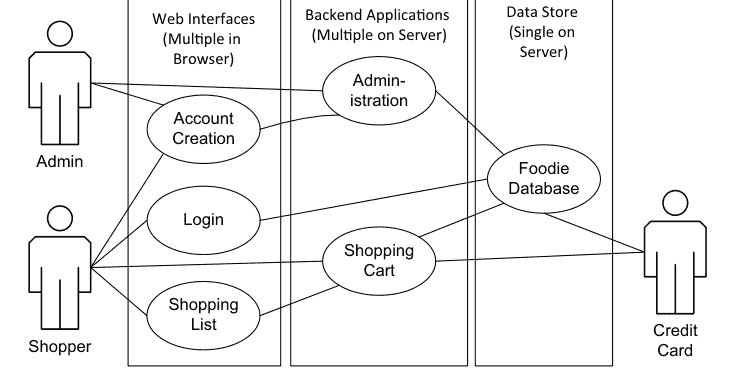 Web Interfaces
(Multiple in
Browser)
Backend Applications
(Multiple on Server)
Data Store
(Single on
Server)
Admin-
istration
Account
Creation
Admin
Foodie
Database
Login
Shopping
Cart
Shopping
List
Shopper
Credit
Card